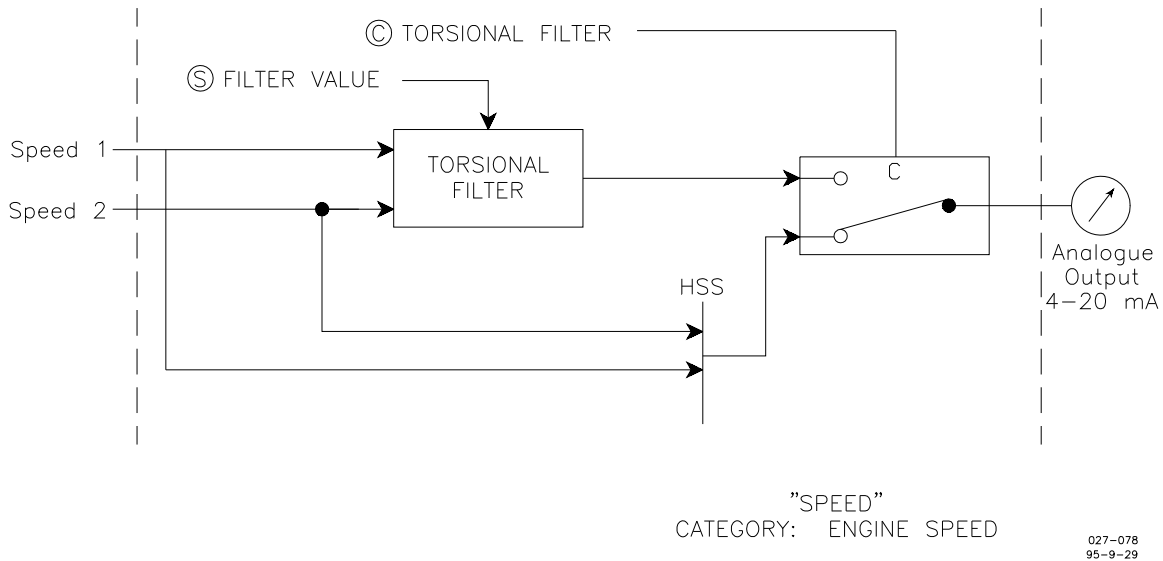 Ⓒ TORSIONAL FILTER
Ⓢ FILTER VALUE
Speed 1
Speed 2
TORSIONAL
FILTER
C
HSS
Analogue
Output
4-20 mA
"SPEED"
CATEGORY: ENGINE SPEED
027-078
95-9-29